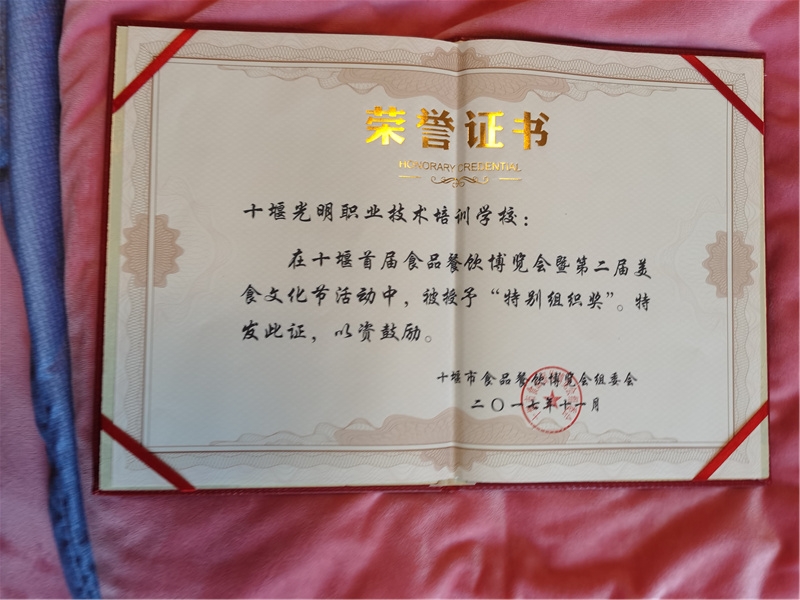 荣誉证书
HONORARY CREDENTIAL
十堰光明职业技术培训学校：
在十堰首届食品餐饮博览会暨第二届美
食文化节活动中，被授予“特别组织奖”。特
发此证，以资鼓励。
十堰市食品餐饮博览会组委会
二〇一七年十一月